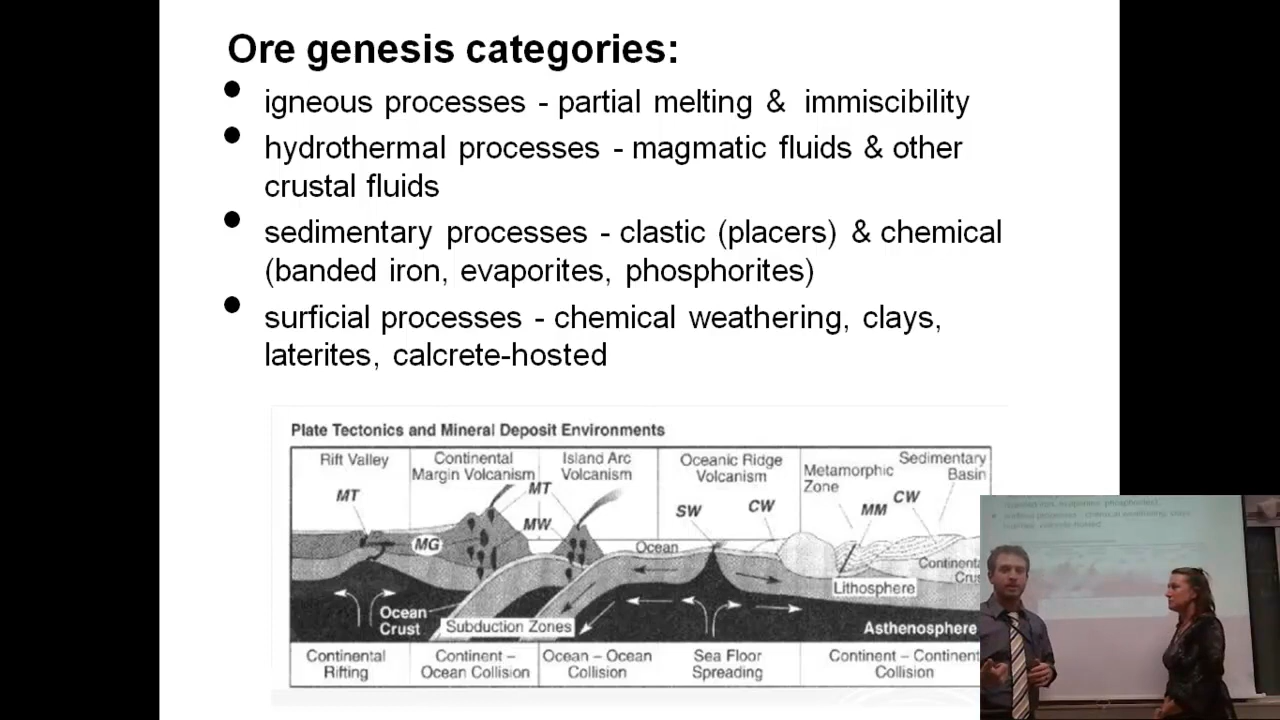 Ore genesis categories:
• igneous processes - partial melting & immiscibility
• hydrothermal processes - magmatic fluids & other
crustal fluids
• sedimentary processes - clastic (placers) & chemical
(banded iron, evaporites, phosphorites)
• surficial processes - chemical weathering, clays,
laterites, calcrete-hosted
Plate Tectonics and Mineral Deposit Environments
Rift Valley
Continental
Margin Volcanism
Island Arc
Volcanism
Oceanic Ridge
Volcanism
Metamorphic
Zone
Sedimentary
Basin
MT
MT
MW
MG
SW
CW
MM
CW
Ocean
Continenta
Crus
Lithosphere
Ocean
Crust
Subduction Zones
Asthenosphere
Continental
Rifting
Continent –
Ocean Collision
Ocean – Ocean
Collision
Sea Floor
Spreading
Continent – Continent
Collision